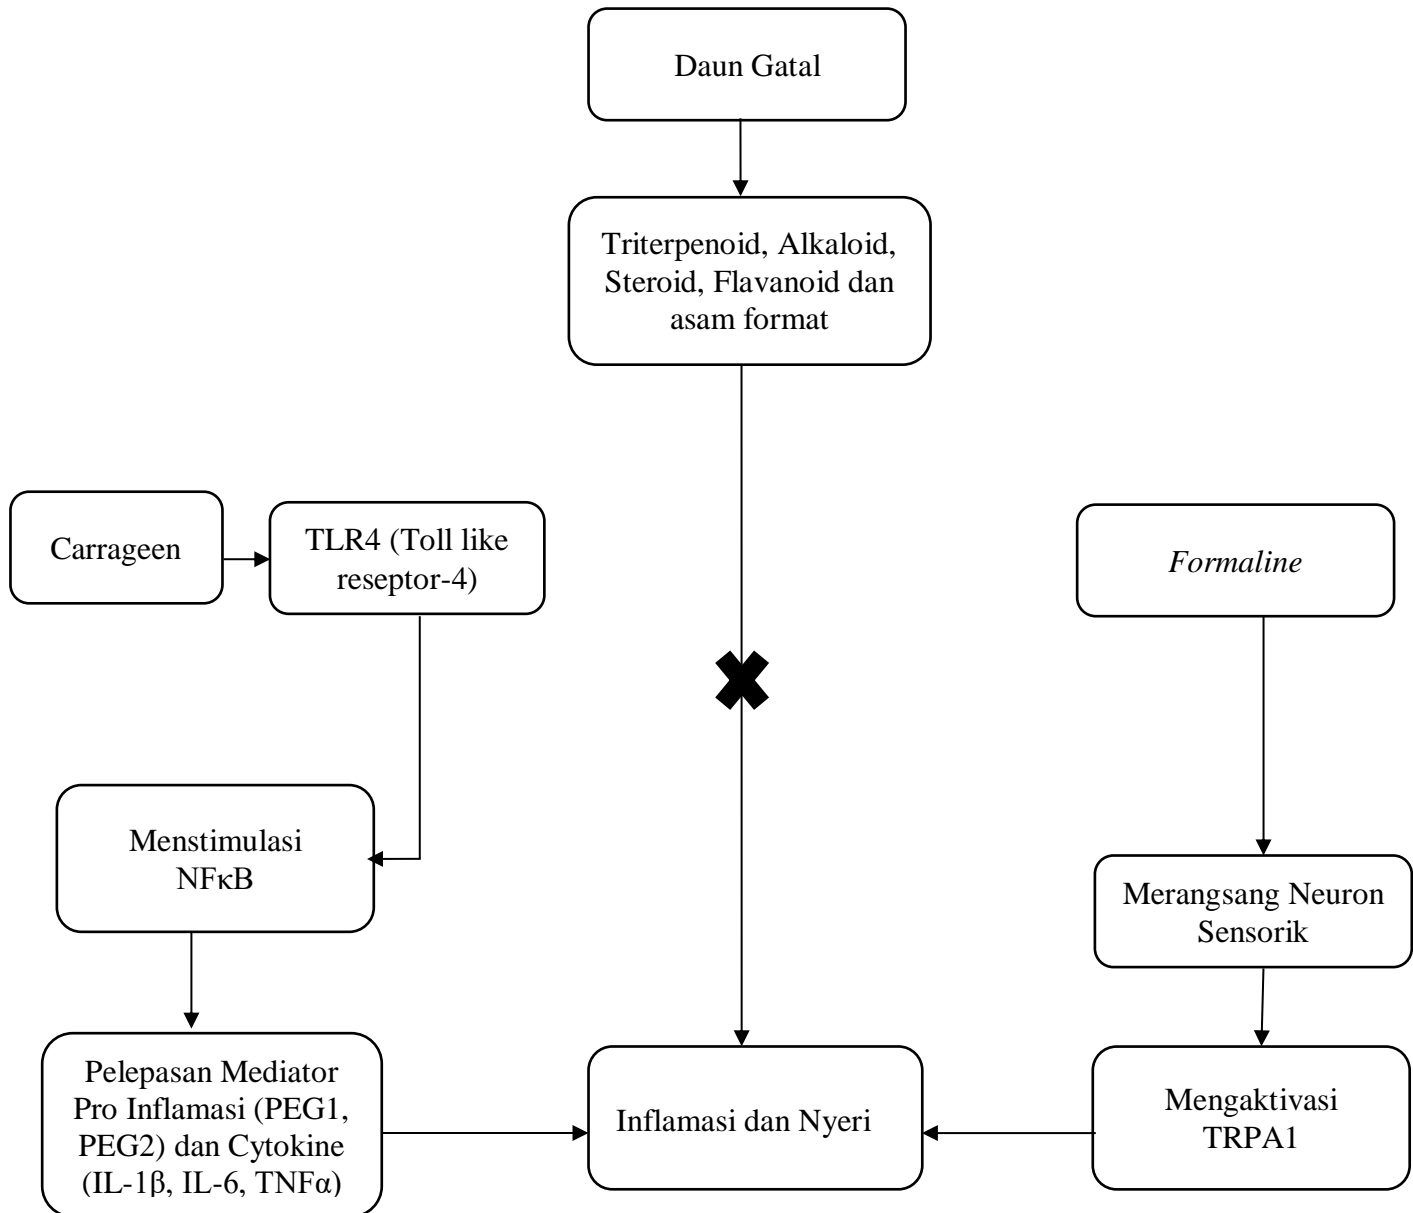 Daun Gatal
Triterpenoid, Alkaloid,
Steroid, Flavanoid dan
asam format
Carrageen
TLR4 (Toll like
reseptor-4)
Formaline
Menstimulasi
NFκB
Merangsang Neuron
Sensorik
Pelepasan Mediator
Pro Inflamasi (PEG1,
PEG2) dan Cytokine
(IL-1β, IL-6, TNFα)
Inflamasi dan Nyeri
Mengaktivasi
TRPA1